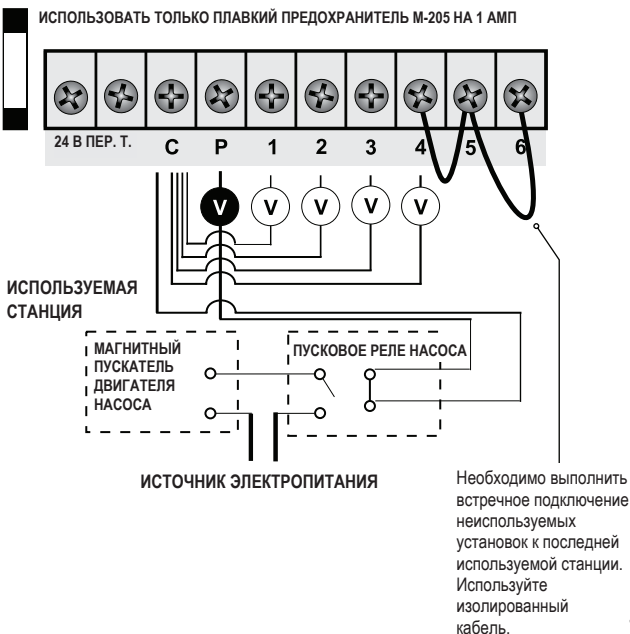 ИСПОЛЬЗОВАТЬ ТОЛЬКО ПЛАВКИЙ ПРЕДОХРАНИТЕЛЬ М-205 НА 1 АМП
24 В ПЕР. Т. C P 1 2 3 4 5 6
V V V V V
ИСПОЛЬЗУЕМАЯ
СТАНЦИЯ
МАГНИТНЫЙ
ПУСКАТЕЛЬ
ДВИГАТЕЛЯ
НАСОСА
ПУСКОВОЕ РЕЛЕ НАСОСА
ИСТОЧНИК ЭЛЕКТРОПИТАНИЯ
Необходимо выполнить
встречное подключение
неиспользуемых
установок к последней
используемой станции.
Используйте
изолированный
кабель.